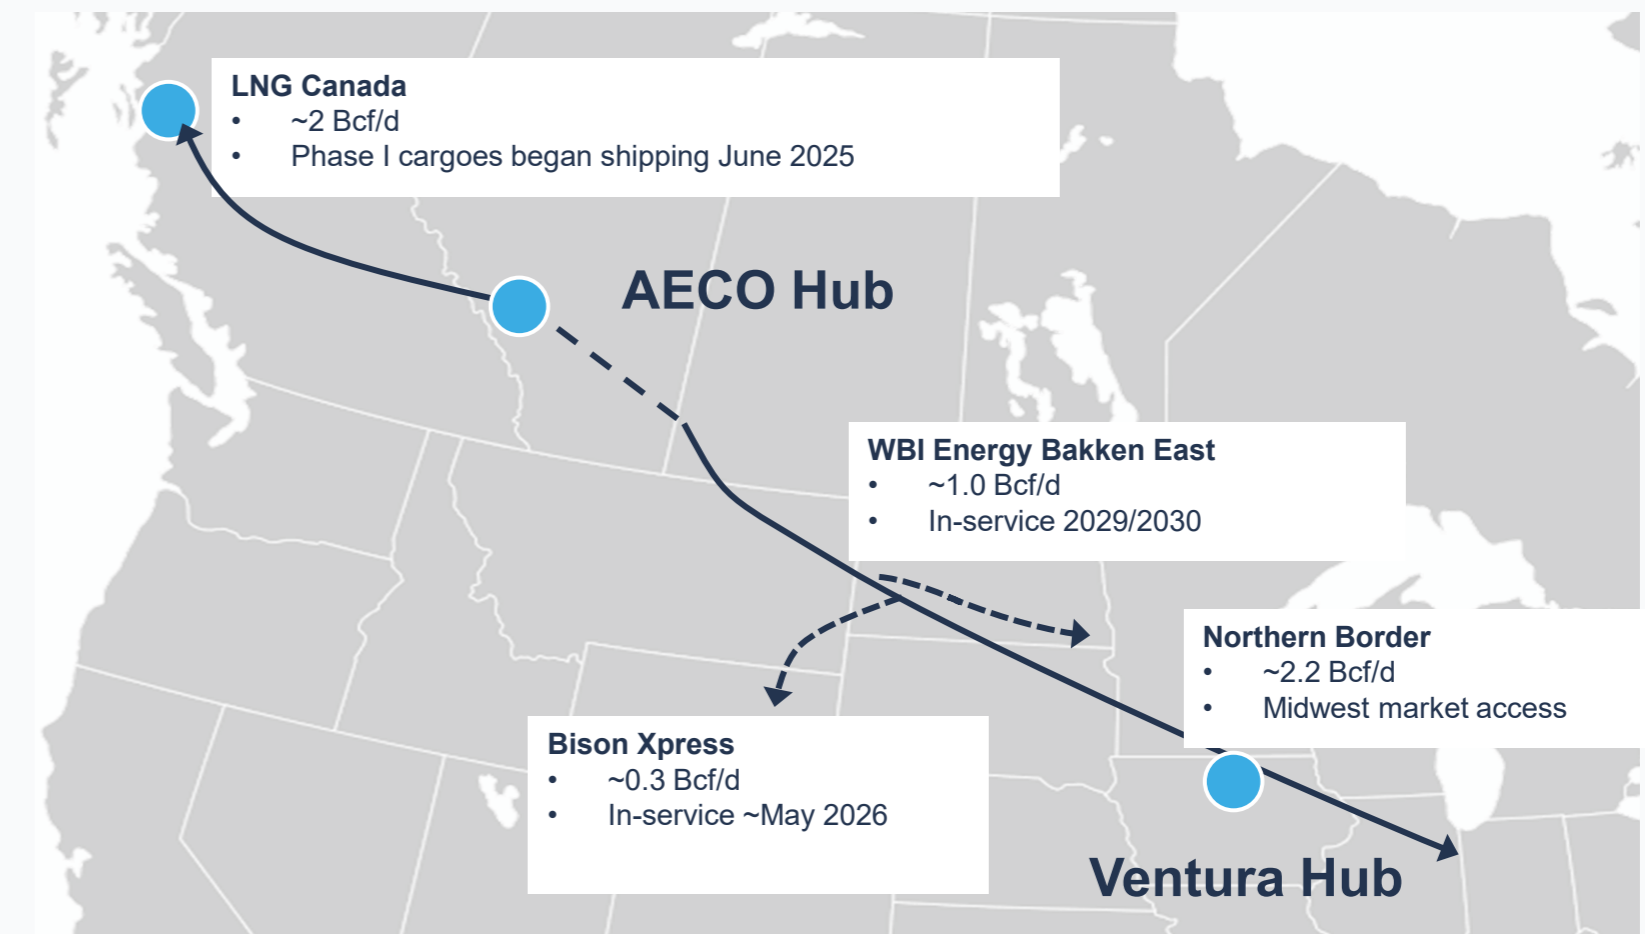 LNG Canada
• ~2 Bcf/d
• Phase I cargoes began shipping June 2025
AECO Hub
WBI Energy Bakken East
• ~1.0 Bcf/d
• In-service 2029/2030
Northern Border
• ~2.2 Bcf/d
• Midwest market access
Bison Xpress
• ~0.3 Bcf/d
• In-service ~May 2026
Ventura Hub